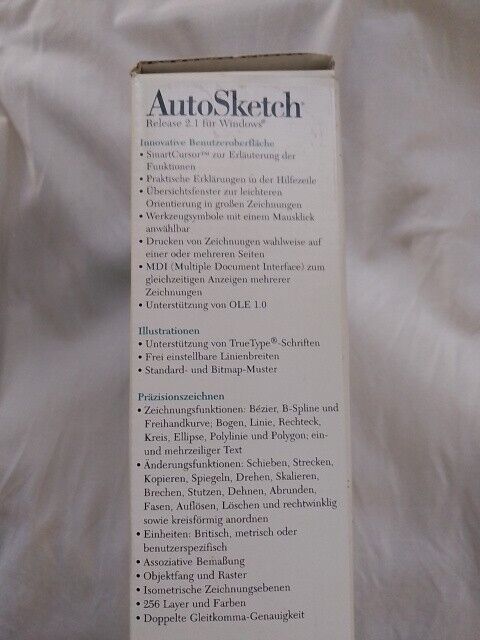 AutoSketch®
Release 2.1 für Windows®
Innovative Benutzeroberfläche
• SmartCursor™ zur Erläuterung der
Funktionen
• Praktische Erklärungen in der Hilfezeile
• Übersichtsfenster zur leichteren
Orientierung in großen Zeichnungen
• Werkzeugsymbole mit einem Mausklick
anwählbar
• Drucken von Zeichnungen wahlweise auf
einer oder mehreren Seiten
• MDI (Multiple Document Interface) zum
gleichzeitigen Anzeigen mehrerer
Zeichnungen
• Unterstützung von OLE 1.0
Illustrationen
• Unterstützung von TrueType®-Schriften
• Frei einstellbare Linienbreiten
• Standard- und Bitmap-Muster
Präzisionszeichnen
• Zeichnungsfunktionen: Bézier, B-Spline und
Freihandkurve; Bogen, Linie, Rechteck,
Kreis, Ellipse, Polylinie und Polygon; ein-
und mehrzeiliger Text
• Änderungsfunktionen: Schieben, Strecken,
Kopieren, Spiegeln, Drehen, Skalieren,
Brechen, Stutzen, Dehnen, Abrunden,
Fasen, Auflösen, Löschen und rechtwinklig
sowie kreisförmig anordnen
• Einheiten: Britisch, metrisch oder
benutzerspezifisch
• Assoziative Bemaßung
• Objektfang und Raster
• Isometrische Zeichnungsebenen
• 256 Layer und Farben
• Doppelte Gleitkomma-Genauigkeit